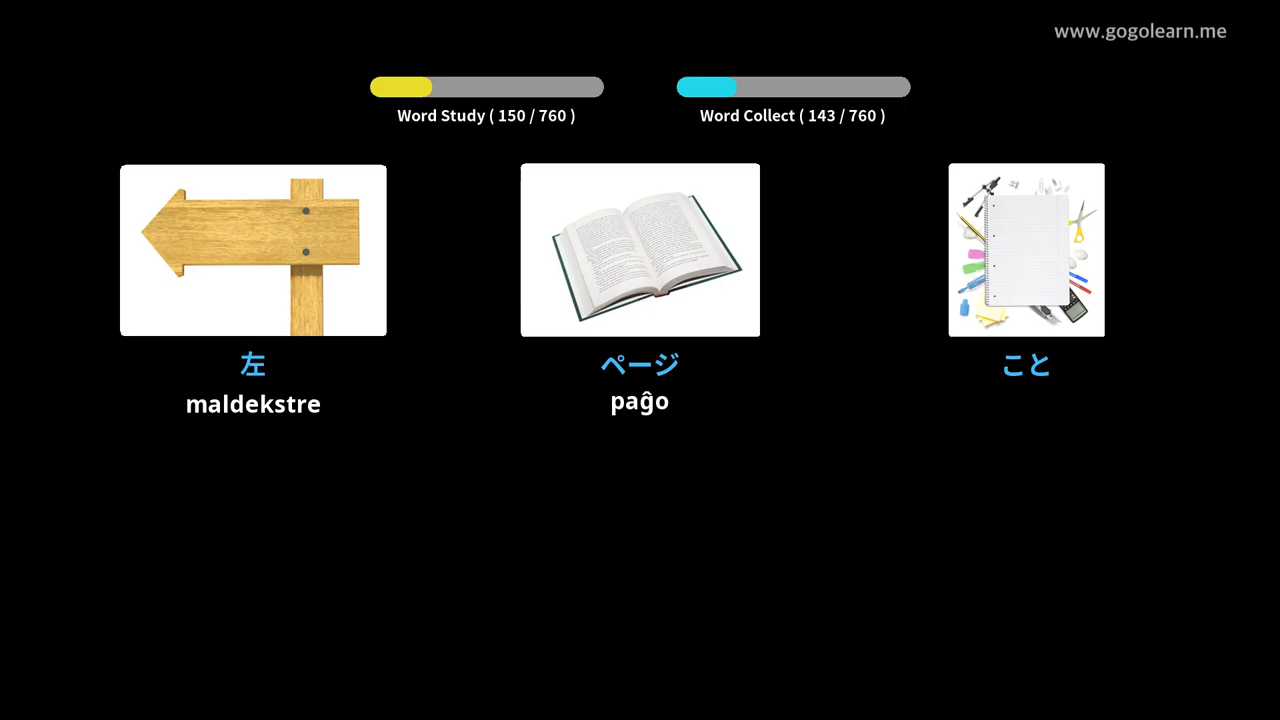 www.gogolearn.me
Word Study ( 150 / 760 )
Word Collect ( 143 / 760 )
左
maldekstre
ページ
paĝo
こと